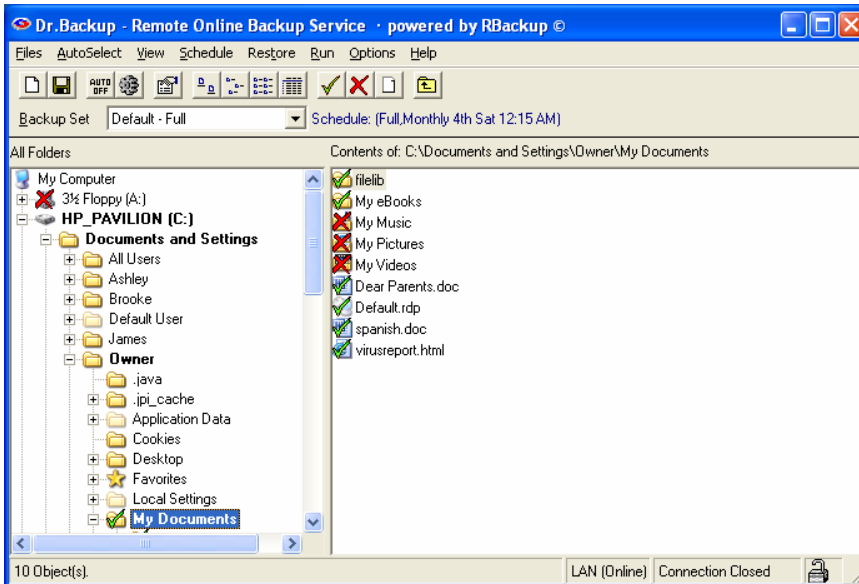 Dr.Backup - Remote Online Backup Service · powered by RBackup ©
Files AutoSelect View Schedule Restore Run Options Help
AUTO OFF
Backup Set Default - Full Schedule: (Full,Monthly 4th Sat 12:15 AM)
All Folders
My Computer
3½ Floppy (A:)
HP_PAVILION (C:)
Documents and Settings
All Users
Ashley
Brooke
Default User
James
Owner
.java
.jpi_cache
Application Data
Cookies
Desktop
Favorites
Local Settings
My Documents
Contents of: C:\Documents and Settings\Owner\My Documents
filelib
My eBooks
My Music
My Pictures
My Videos
Dear Parents.doc
Default.rdp
spanish.doc
virusreport.html
10 Object(s). LAN (Online) Connection Closed